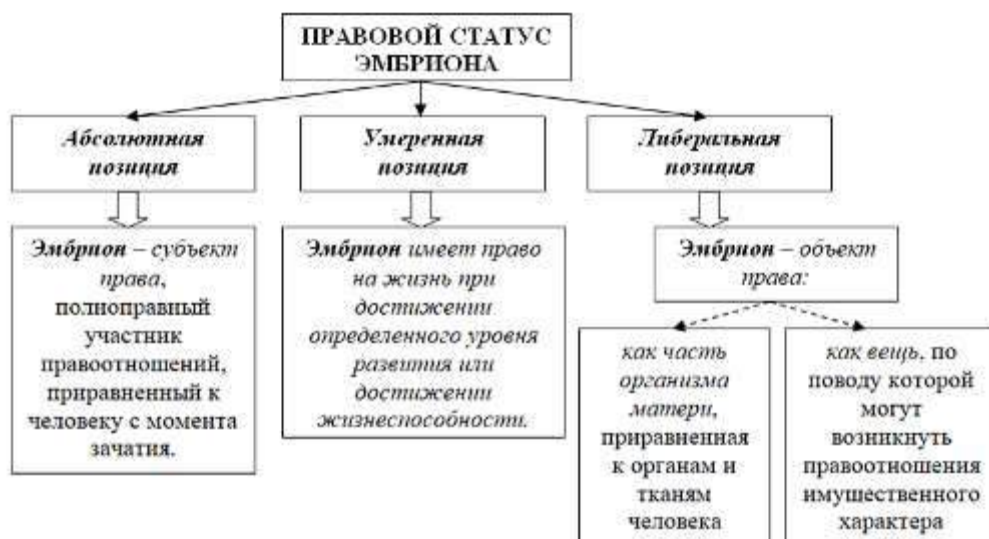 ПРАВОВОЙ СТАТУС
ЭМБРИОНА
Абсолютная
позиция
Умеренная
позиция
Либеральная
позиция
Эмбрион – субъект
права,
полноправный
участник
правоотношений,
приравненный к
человеку с момента
зачатия.
Эмбрион имеет право
на жизнь при
достижении
определенного уровня
развития или
достижении
жизнеспособности.
Эмбрион – объект
права:
как часть
организма
матери,
приравненная
к органам и
тканям
человека
как вещь, по
поводу которой
могут
возникнуть
правоотношения
имущественного
характера